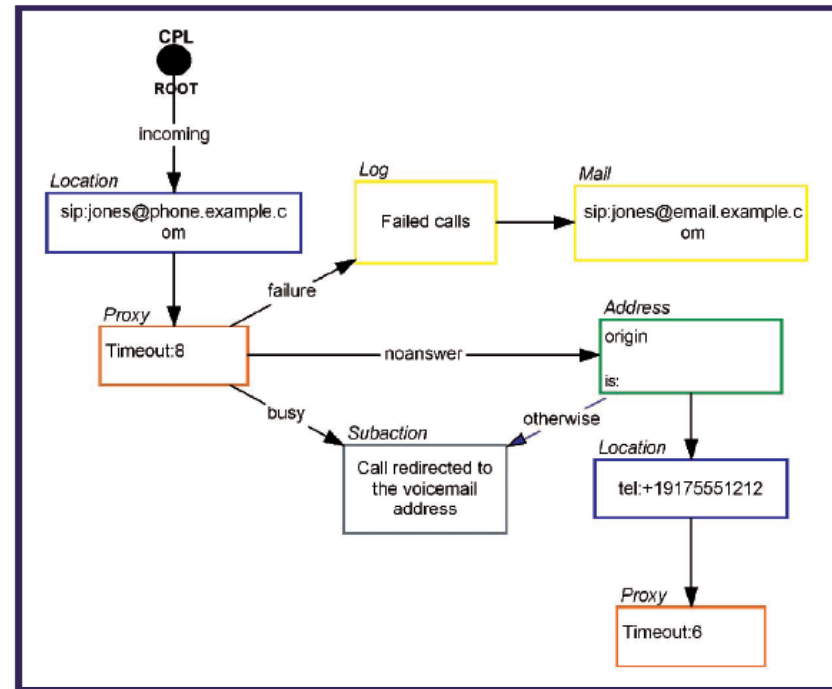 CPL
ROOT
incoming
Location
sip:jones@phone.example.c
om
Log
Failed calls
Mail
sip:jones@email.example.c
om
failure
Proxy
Timeout:8
noanswer
Address
origin
is:
busy
otherwise
Subaction
Call redirected to
the voicemail
address
Location
tel:+19175551212
Proxy
Timeout:6